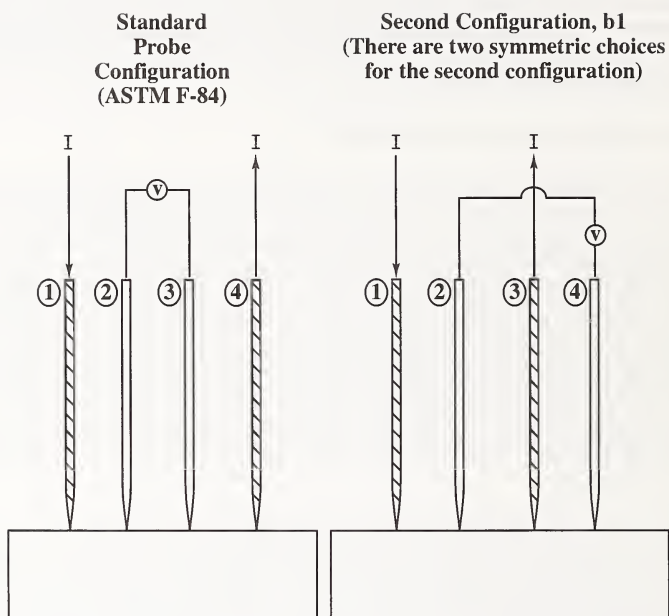 Standard
Probe
Configuration
(ASTM F-84)
Second Configuration, b1
(There are two symmetric choices
for the second configuration)
I
I
I
I
V
V
1
2
3
4
1
2
3
4